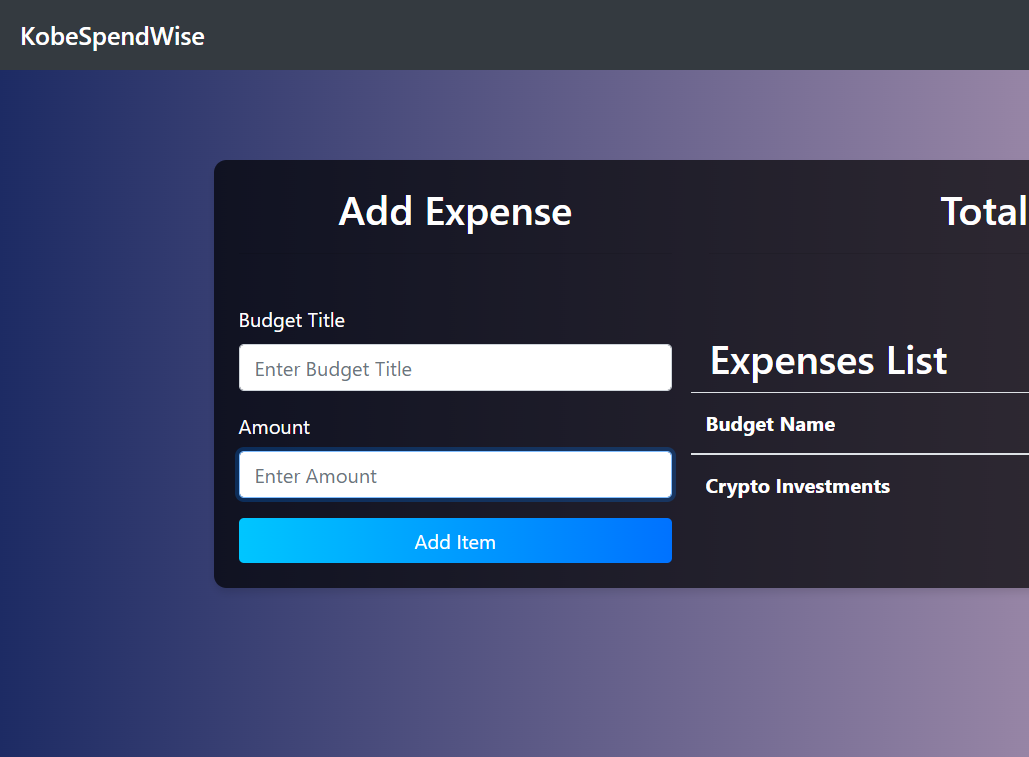 KobeSpendWise
Add Expense
Total
Budget Title
Enter Budget Title
Amount
Enter Amount
Add Item
Expenses List
Budget Name
Crypto Investments